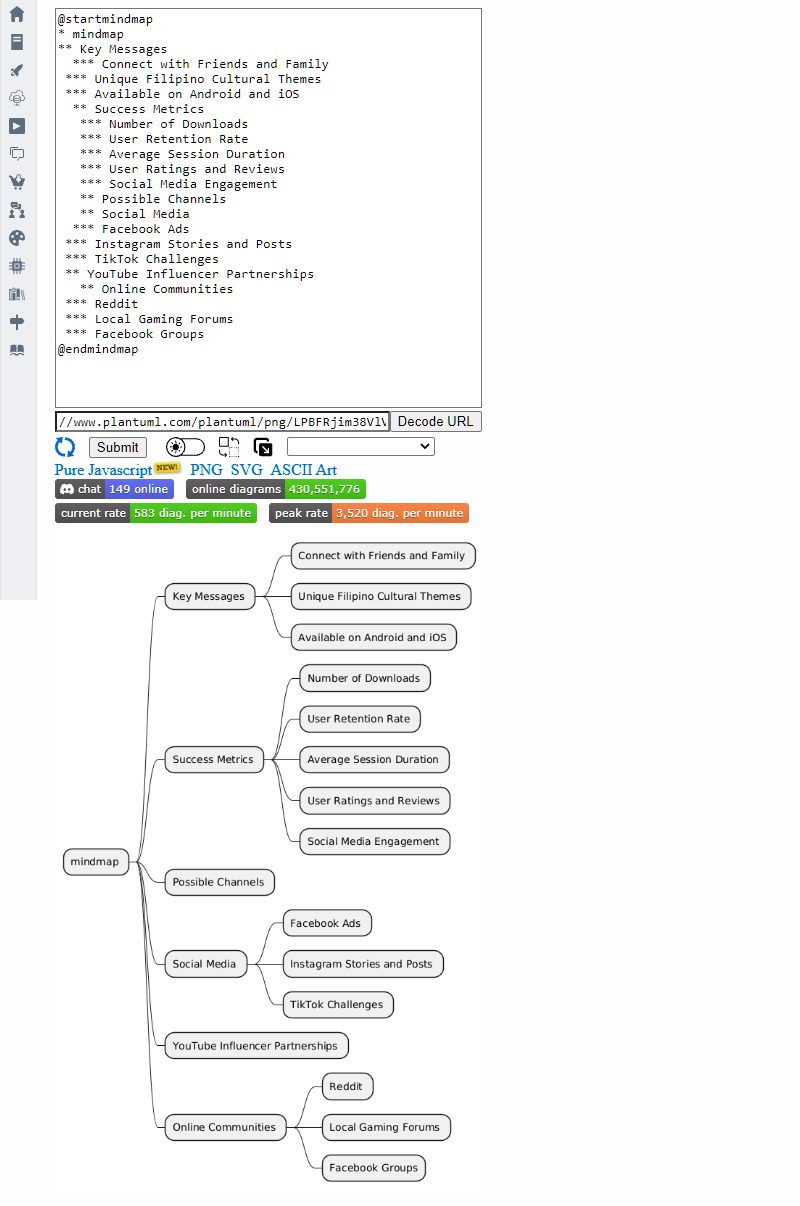 @startmindmap
* mindmap
** Key Messages
*** Connect with Friends and Family
*** Unique Filipino Cultural Themes
*** Available on Android and iOS
** Success Metrics
*** Number of Downloads
*** User Retention Rate
*** Average Session Duration
*** User Ratings and Reviews
*** Social Media Engagement
** Possible Channels
** Social Media
*** Facebook Ads
*** Instagram Stories and Posts
*** TikTok Challenges
** YouTube Influencer Partnerships
** Online Communities
*** Reddit
*** Local Gaming Forums
*** Facebook Groups
@endmindmap
//www.plantuml.com/plantuml/png/LPBFRjim38VlV Decode URL
Submit
Pure Javascript NEW! PNG SVG ASCII Art
chat 149 online online diagrams 430,551,776
current rate 583 diag. per minute peak rate 3,520 diag. per minute
Connect with Friends and Family
Key Messages Unique Filipino Cultural Themes
Available on Android and iOS
Number of Downloads
User Retention Rate
Success Metrics Average Session Duration
User Ratings and Reviews
Social Media Engagement
mindmap
Possible Channels
Facebook Ads
Social Media Instagram Stories and Posts
TikTok Challenges
YouTube Influencer Partnerships
Reddit
Online Communities Local Gaming Forums
Facebook Groups